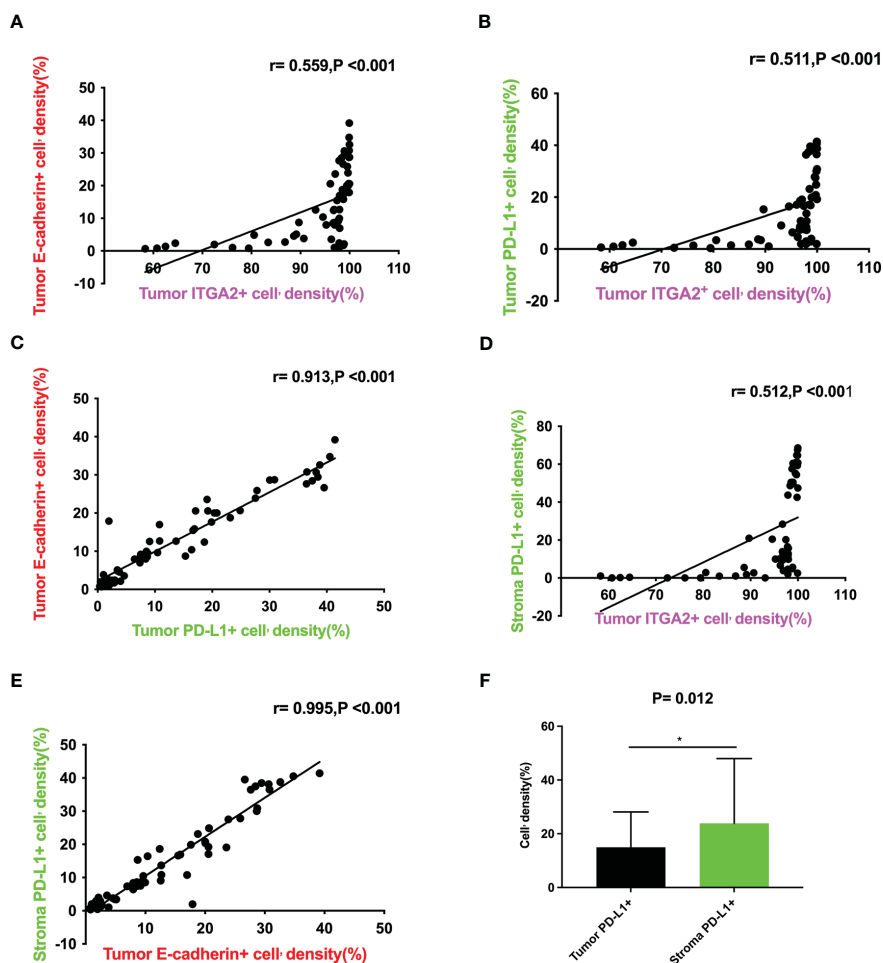 A
r= 0.559,P <0.001
Tumor E-cadherin+ cell, density(%)
50
40
30
20
10
0
-10
60
70
80
90
100
110
Tumor ITGA2+ cell, density(%)
B
r= 0.511,P <0.001
Tumor PD-L1+ cell, density(%)
60
40
20
0
-20
60
70
80
90
100
110
Tumor ITGA2+ cell, density(%)
C
r= 0.913,P <0.001
Tumor E-cadherin+ cell, density(%)
50
40
30
20
10
0
0
10
20
30
40
50
Tumor PD-L1+ cell, density(%)
D
r= 0.512,P <0.001
Stroma PD-L1+ cell, density(%)
80
60
40
20
0
-20
60
70
80
90
100
110
Tumor ITGA2+ cell, density(%)
E
r= 0.995,P <0.001
Stroma PD-L1+ cell, density(%)
50
40
30
20
10
0
-10
10
20
30
40
50
Tumor E-cadherin+ cell, density(%)
F
P= 0.012
*
Cell, density(%)
60
40
20
0
Tumor PD-L1+
Stroma PD-L1+